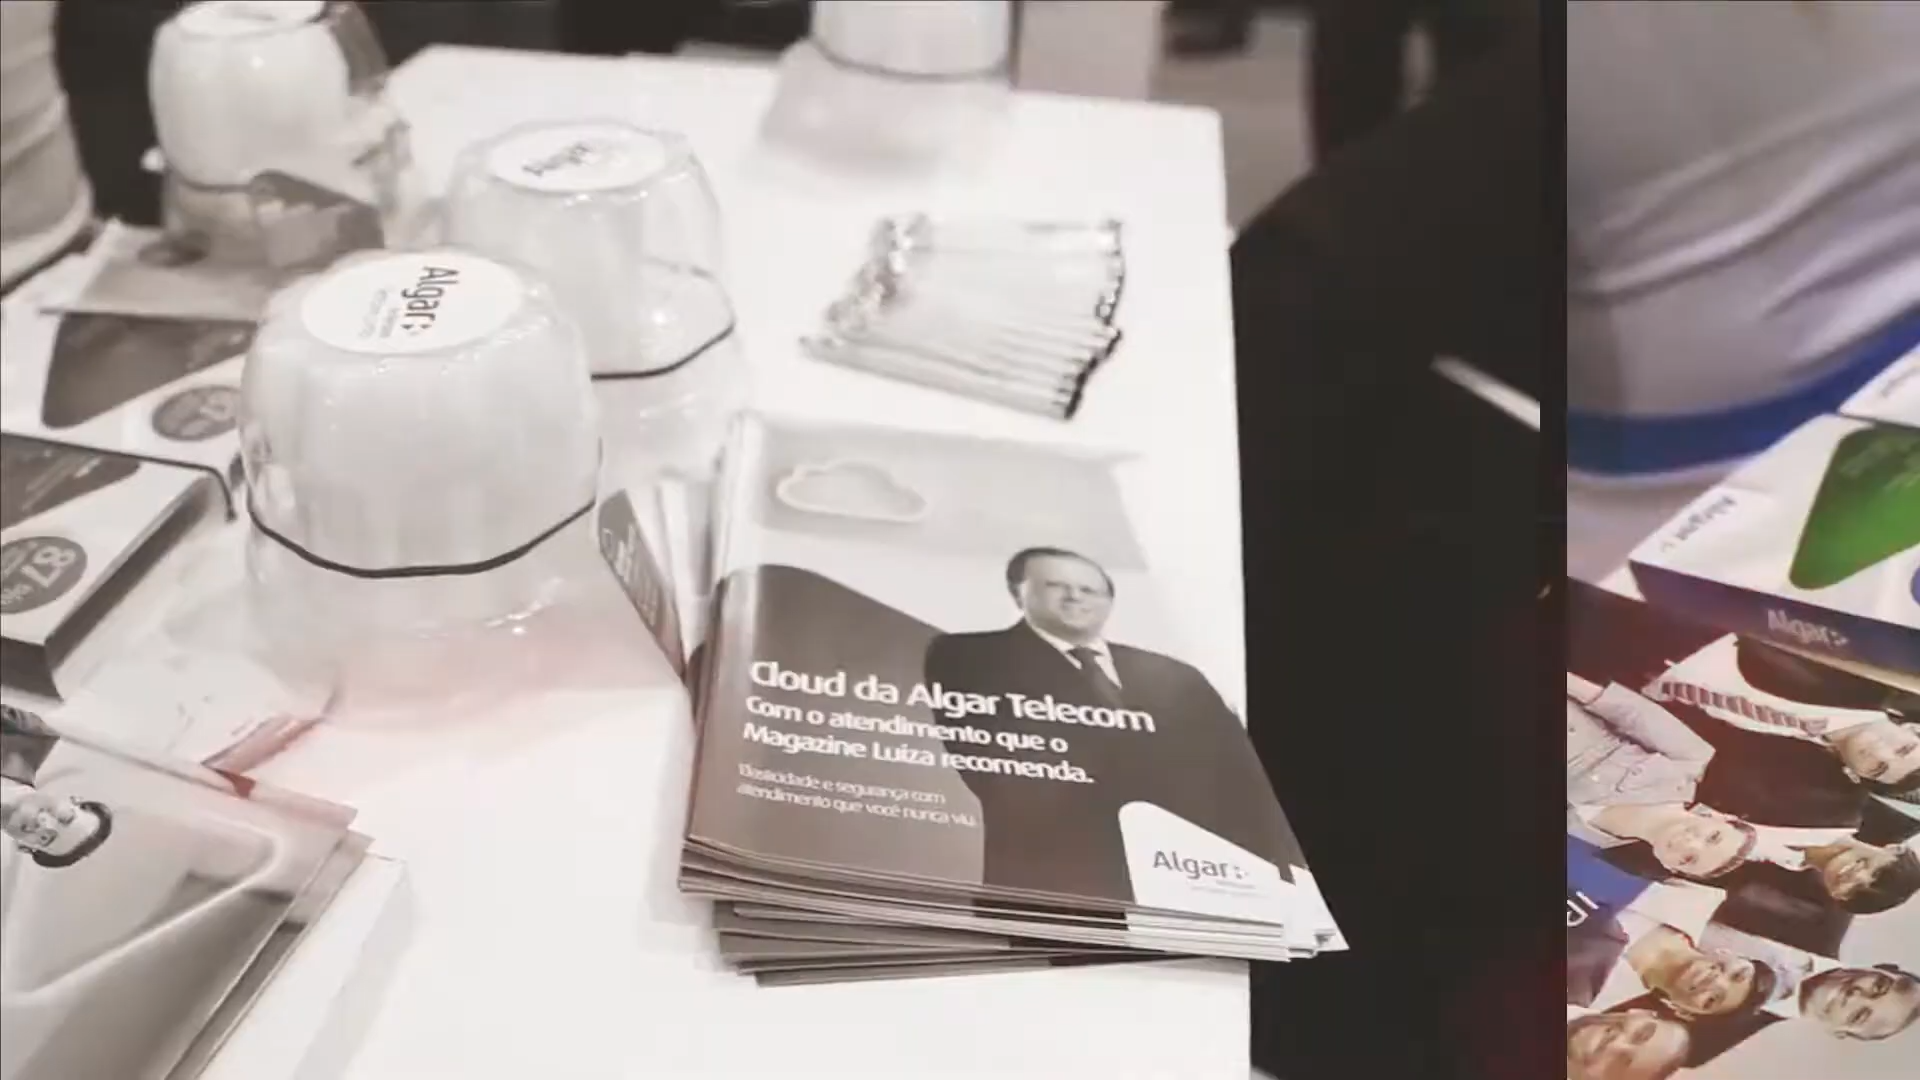 Algar
Algar
87
Cloud da Algar Telecom
Com o atendimento que o
Magazine Luiza recomenda.
Elasticidade e segurança com
atendimento que você nunca viu.
Algar
Algar
Algar